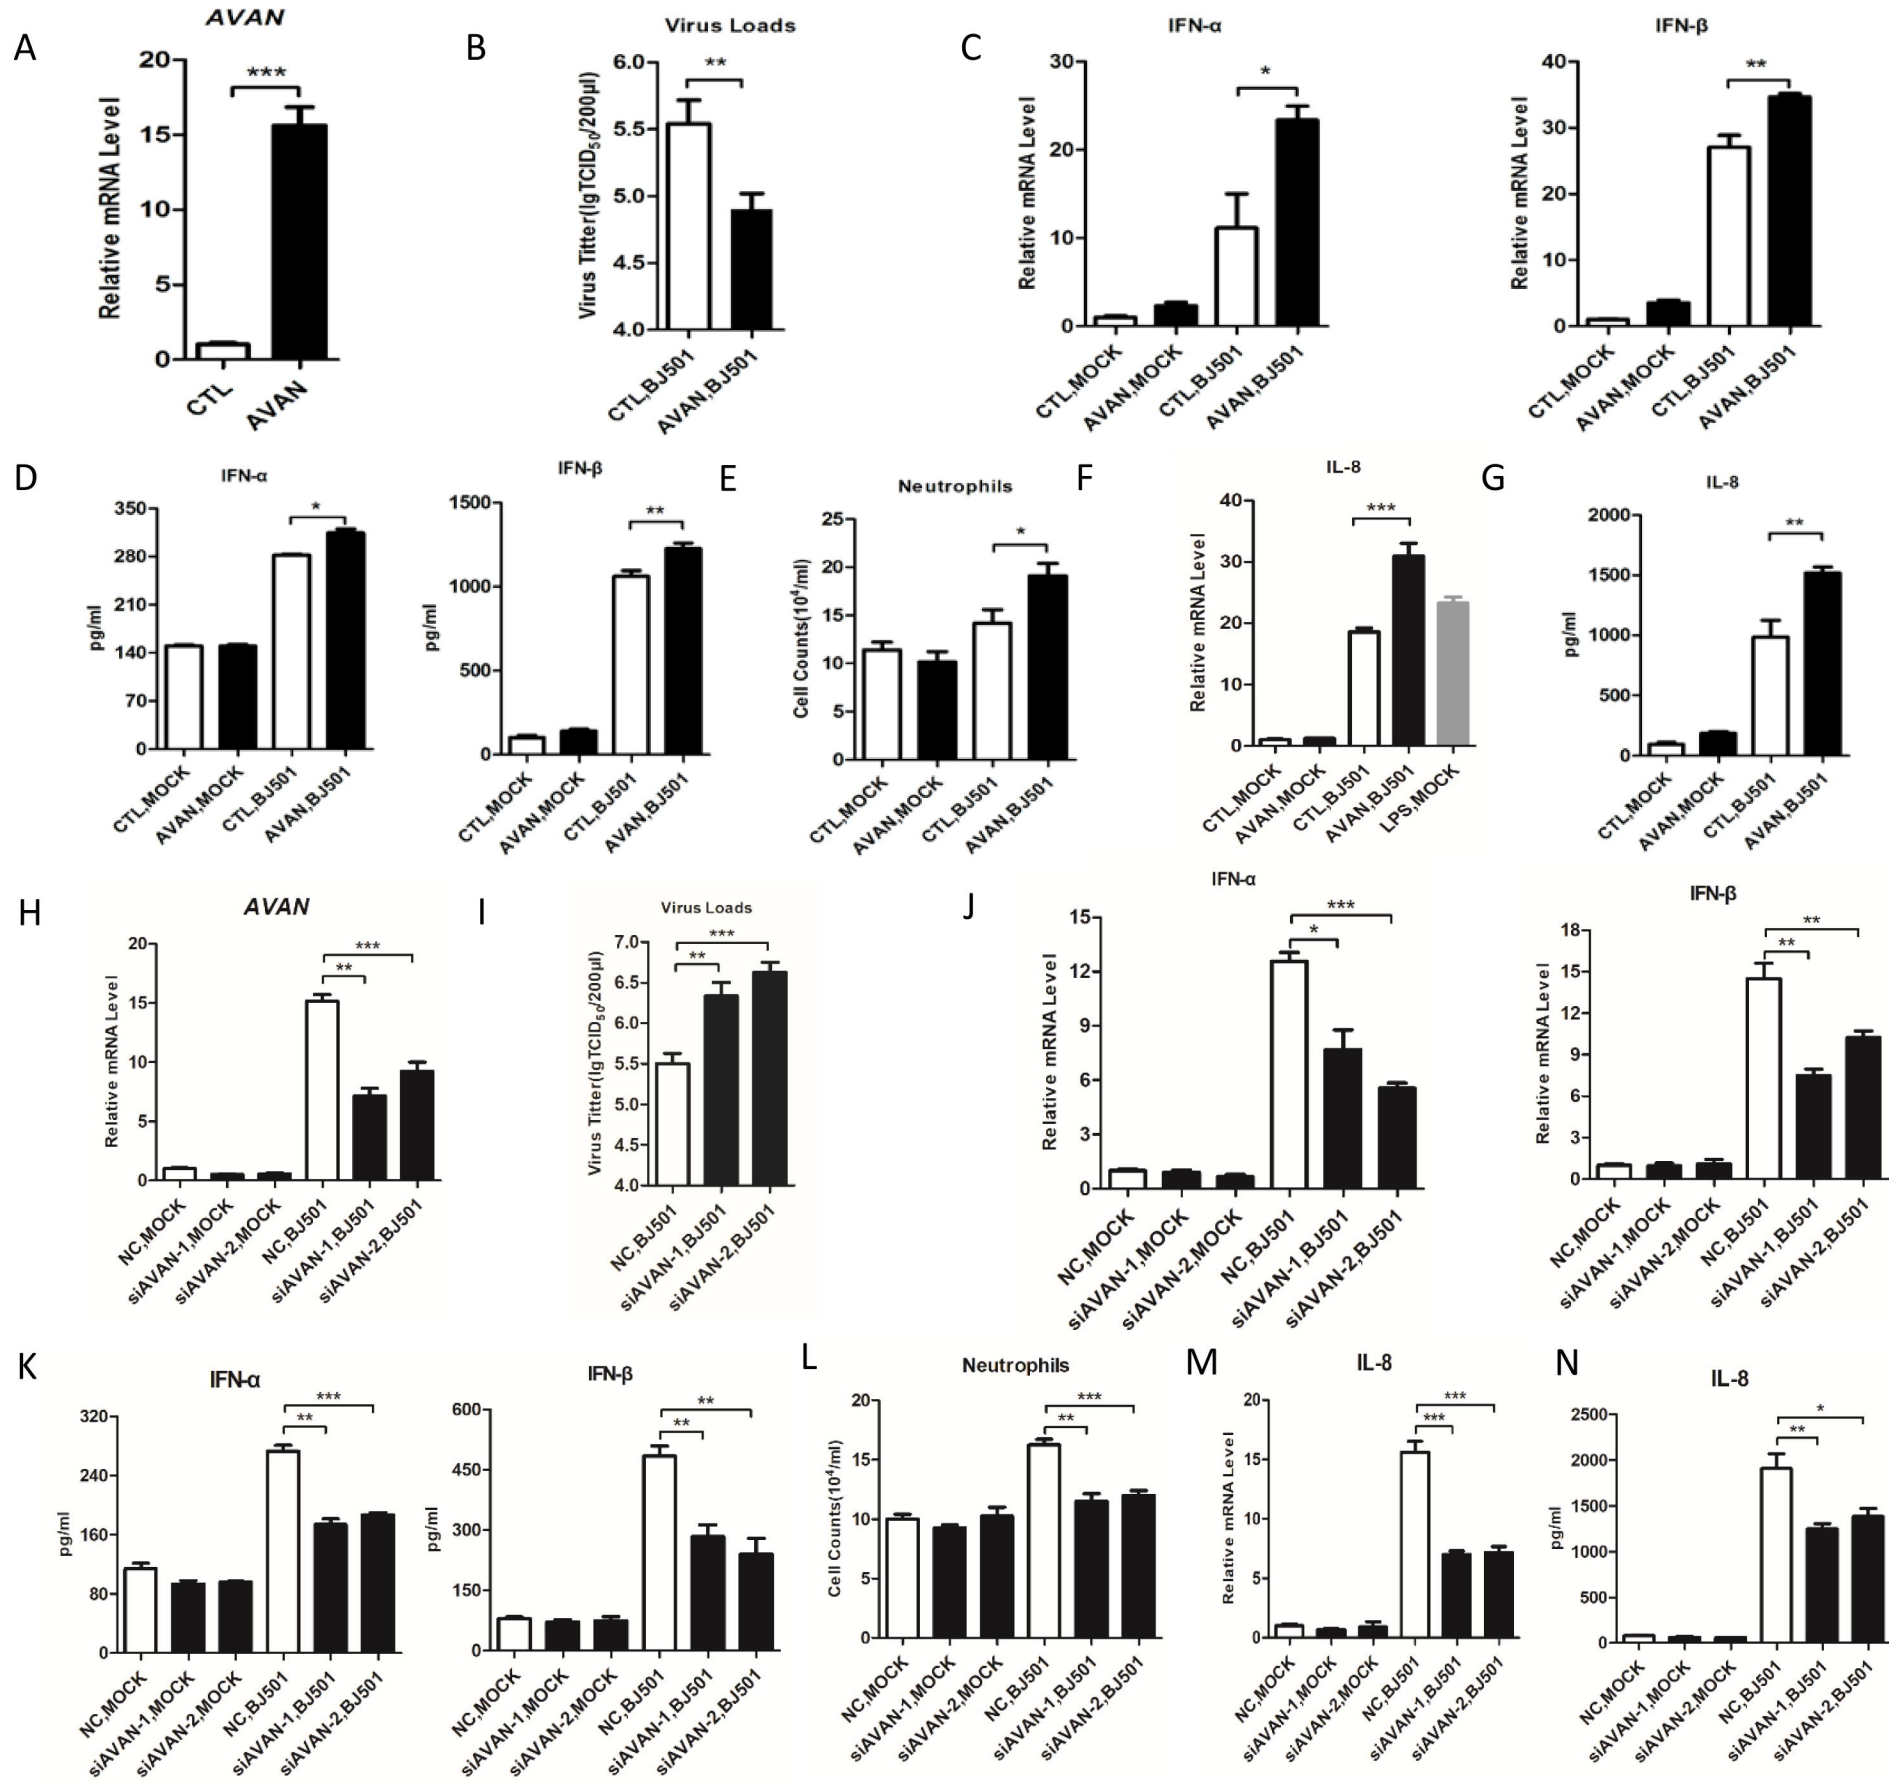 A
AVAN
Relative mRNA Level
20
15
10
5
0
***
CTL
AVAN
B
Virus Loads
Virus Titter(lgTCID50/200μl)
6.0
5.5
5.0
4.5
4.0
**
CTL,BJ501
AVAN,BJ501
C
IFN-α
Relative mRNA Level
30
20
10
0
*
CTL,MOCK
AVAN,MOCK
CTL,BJ501
AVAN,BJ501
IFN-β
Relative mRNA Level
40
30
20
10
0
**
CTL,MOCK
AVAN,MOCK
CTL,BJ501
AVAN,BJ501
D
IFN-α
pg/ml
350
280
210
140
70
0
*
CTL,MOCK
AVAN,MOCK
CTL,BJ501
AVAN,BJ501
IFN-β
pg/ml
1500
1000
500
0
**
CTL,MOCK
AVAN,MOCK
CTL,BJ501
AVAN,BJ501
E
Neutrophils
Cell Counts(10^4/ml)
25
20
15
10
5
0
*
CTL,MOCK
AVAN,MOCK
CTL,BJ501
AVAN,BJ501
F
IL-8
Relative mRNA Level
40
30
20
10
0
***
CTL,MOCK
AVAN,MOCK
CTL,BJ501
AVAN,BJ501
LPS,MOCK
G
IL-8
pg/ml
2000
1500
1000
500
0
**
CTL,MOCK
AVAN,MOCK
CTL,BJ501
AVAN,BJ501
H
AVAN
Relative mRNA Level
20
15
10
5
0
***
**
NC,MOCK
siAVAN-1,MOCK
siAVAN-2,MOCK
NC,BJ501
siAVAN-1,BJ501
siAVAN-2,BJ501
I
Virus Loads
Virus Titter(lgTCID50/200μl)
7.0
6.5
6.0
5.5
5.0
4.5
4.0
***
**
NC,BJ501
siAVAN-1,BJ501
siAVAN-2,BJ501
J
IFN-α
Relative mRNA Level
15
12
9
6
3
0
***
*
NC,MOCK
siAVAN-1,MOCK
siAVAN-2,MOCK
NC,BJ501
siAVAN-1,BJ501
siAVAN-2,BJ501
IFN-β
Relative mRNA Level
18
15
12
9
6
3
0
**
**
NC,MOCK
siAVAN-1,MOCK
siAVAN-2,MOCK
NC,BJ501
siAVAN-1,BJ501
siAVAN-2,BJ501
K
IFN-α
pg/ml
320
240
160
80
0
***
**
NC,MOCK
siAVAN-1,MOCK
siAVAN-2,MOCK
NC,BJ501
siAVAN-1,BJ501
siAVAN-2,BJ501
IFN-β
pg/ml
600
450
300
150
0
**
**
NC,MOCK
siAVAN-1,MOCK
siAVAN-2,MOCK
NC,BJ501
siAVAN-1,BJ501
siAVAN-2,BJ501
L
Neutrophils
Cell Counts(10^4/ml)
20
15
10
5
0
***
**
NC,MOCK
siAVAN-1,MOCK
siAVAN-2,MOCK
NC,BJ501
siAVAN-1,BJ501
siAVAN-2,BJ501
M
IL-8
Relative mRNA Level
20
15
10
5
0
***
***
NC,MOCK
siAVAN-1,MOCK
siAVAN-2,MOCK
NC,BJ501
siAVAN-1,BJ501
siAVAN-2,BJ501
N
IL-8
pg/ml
2500
2000
1500
1000
500
0
*
**
NC,MOCK
siAVAN-1,MOCK
siAVAN-2,MOCK
NC,BJ501
siAVAN-1,BJ501
siAVAN-2,BJ501